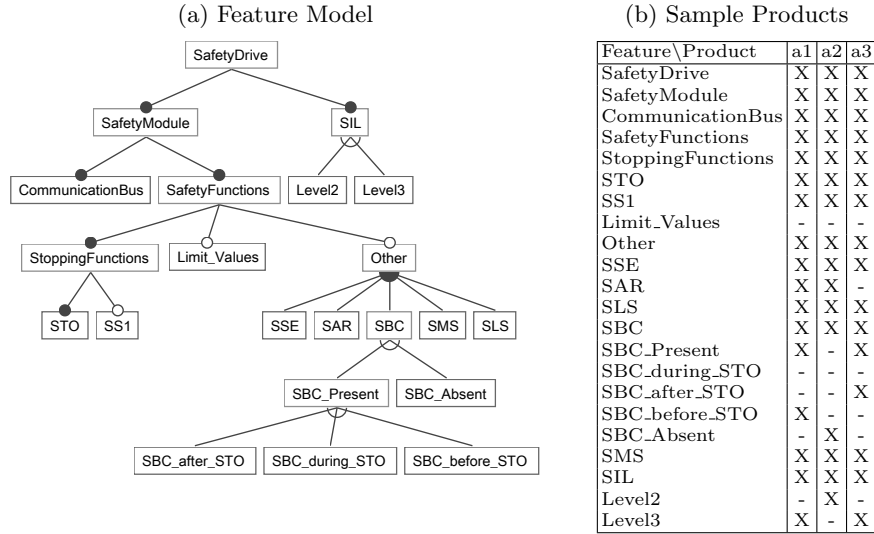 (a) Feature Model
SafetyDrive
SafetyModule SIL
CommunicationBus SafetyFunctions Level2 Level3
StoppingFunctions Limit_Values Other
STO SS1 SSE SAR SBC SMS SLS
SBC_Present SBC_Absent
SBC_after_STO SBC_during_STO SBC_before_STO
(b) Sample Products
Feature\Product a1 a2 a3
SafetyDrive X X X
SafetyModule X X X
CommunicationBus X X X
SafetyFunctions X X X
StoppingFunctions X X X
STO X X X
SS1 X X X
Limit_Values - - -
Other X X X
SSE X X X
SAR X X -
SLS X X X
SBC X X X
SBC_Present X - X
SBC_during_STO - - -
SBC_after_STO - - X
SBC_before_STO X - -
SBC_Absent - X -
SMS X X X
SIL X X X
Level2 - X -
Level3 X - X